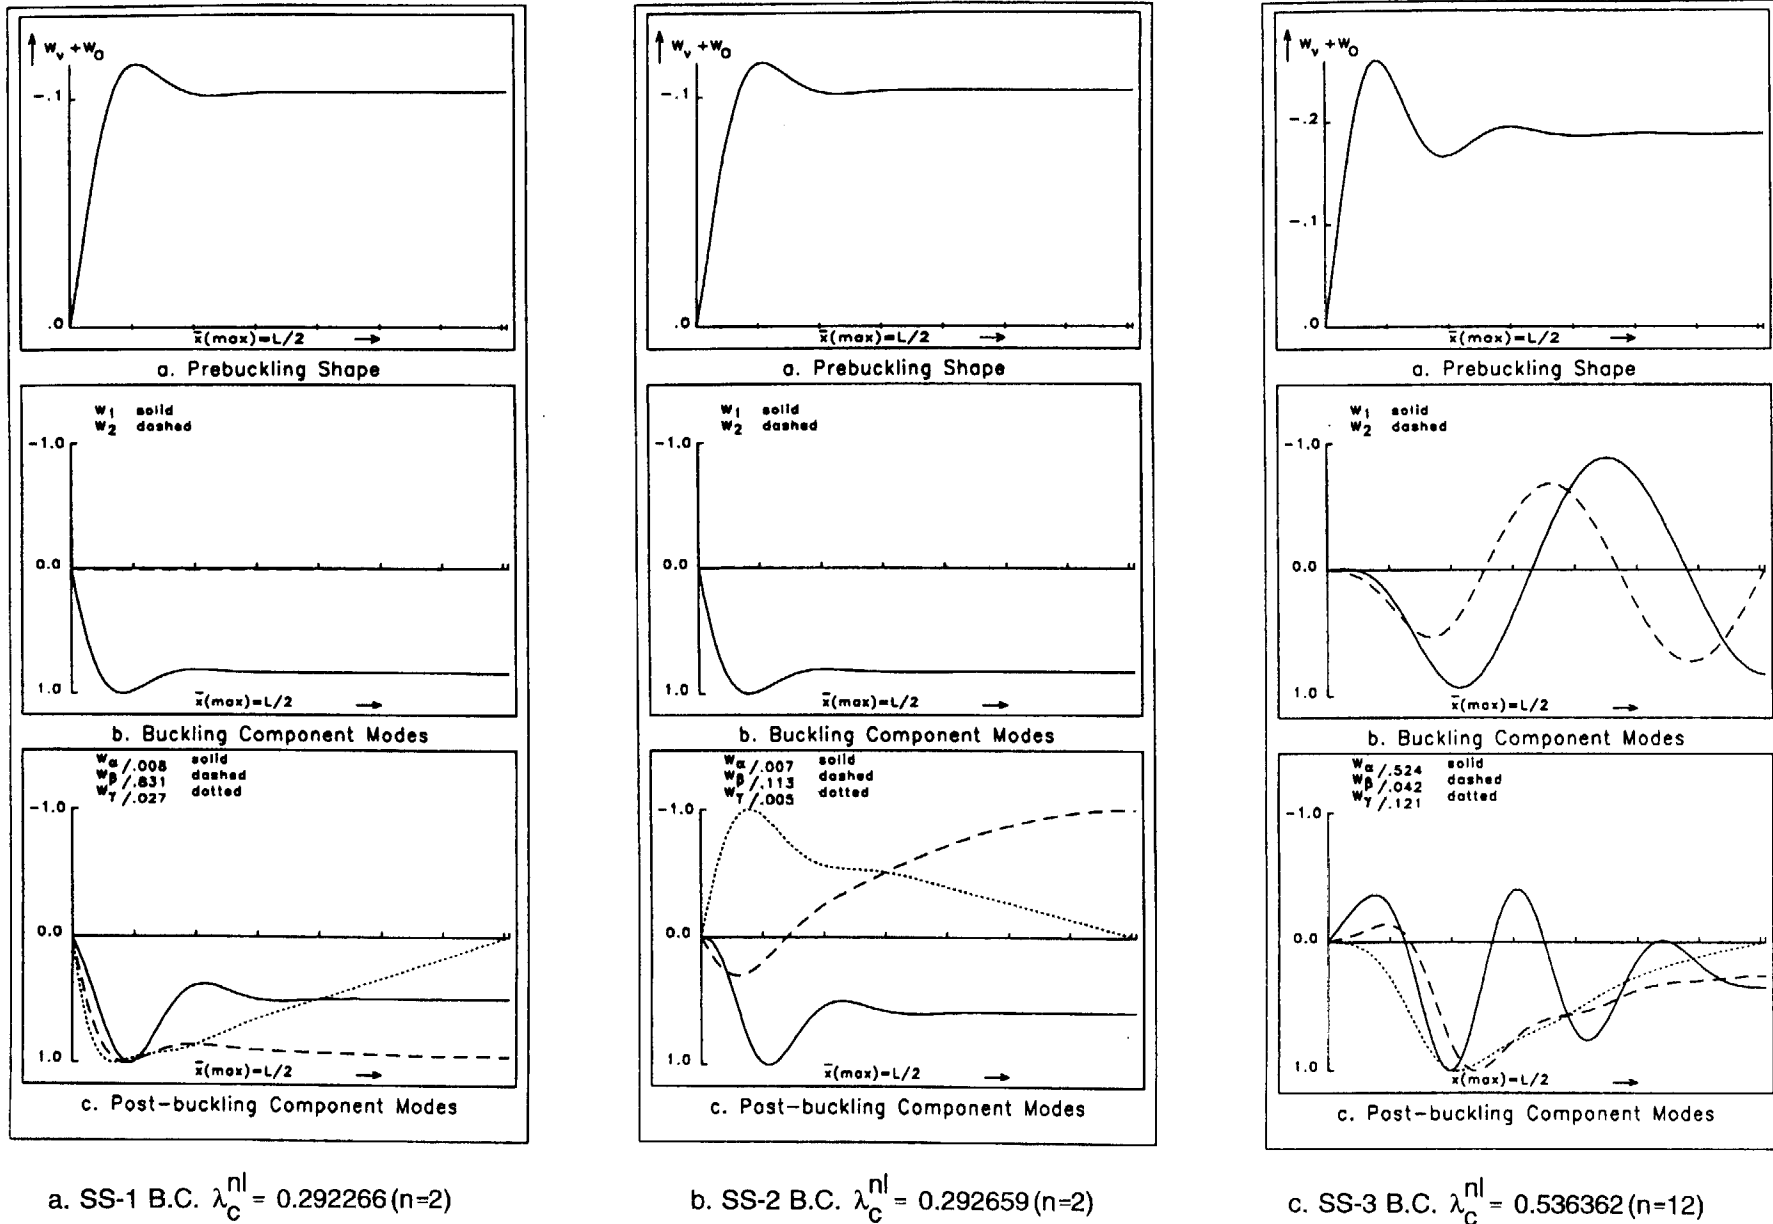 W_v + W_0
-.1
.0
x̄(max)=L/2
a. Prebuckling Shape
W_1 solid
W_2 dashed
-1.0
0.0
1.0
x̄(max)=L/2
b. Buckling Component Modes
W_α/.008 solid
W_β/.831 dashed
W_γ/.027 dotted
-1.0
0.0
1.0
x̄(max)=L/2
c. Post-buckling Component Modes
a. SS-1 B.C. λ_c^nl = 0.292266 (n=2)
W_v + W_0
-.1
.0
x̄(max)=L/2
a. Prebuckling Shape
W_1 solid
W_2 dashed
-1.0
0.0
1.0
x̄(max)=L/2
b. Buckling Component Modes
W_α/.007 solid
W_β/.113 dashed
W_γ/.005 dotted
-1.0
0.0
1.0
x̄(max)=L/2
c. Post-buckling Component Modes
b. SS-2 B.C. λ_c^nl = 0.292659 (n=2)
W_v + W_0
-.2
-.1
.0
x̄(max)=L/2
a. Prebuckling Shape
W_1 solid
W_2 dashed
-1.0
0.0
1.0
x̄(max)=L/2
b. Buckling Component Modes
W_α/.524 solid
W_β/.042 dashed
W_γ/.121 dotted
-1.0
0.0
1.0
x̄(max)=L/2
c. Post-buckling Component Modes
c. SS-3 B.C. λ_c^nl = 0.536362 (n=12)